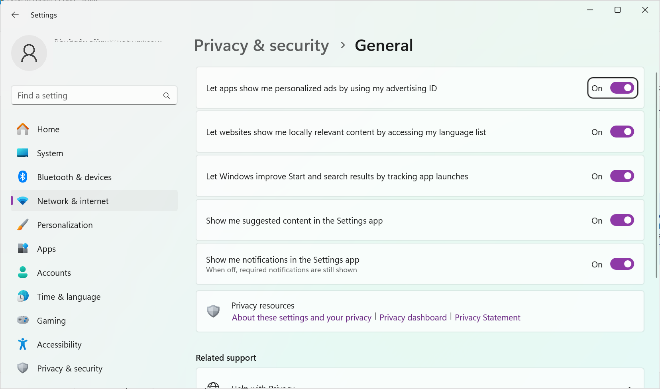 Settings
Privacy & security > General
Find a setting
Home
System
Bluetooth & devices
Network & internet
Personalization
Apps
Accounts
Time & language
Gaming
Accessibility
Privacy & security
Let apps show me personalized ads by using my advertising ID On
Let websites show me locally relevant content by accessing my language list On
Let Windows improve Start and search results by tracking app launches On
Show me suggested content in the Settings app On
Show me notifications in the Settings app On
When off, required notifications are still shown
Privacy resources
About these settings and your privacy | Privacy dashboard | Privacy Statement
Related support
Help with Privacy